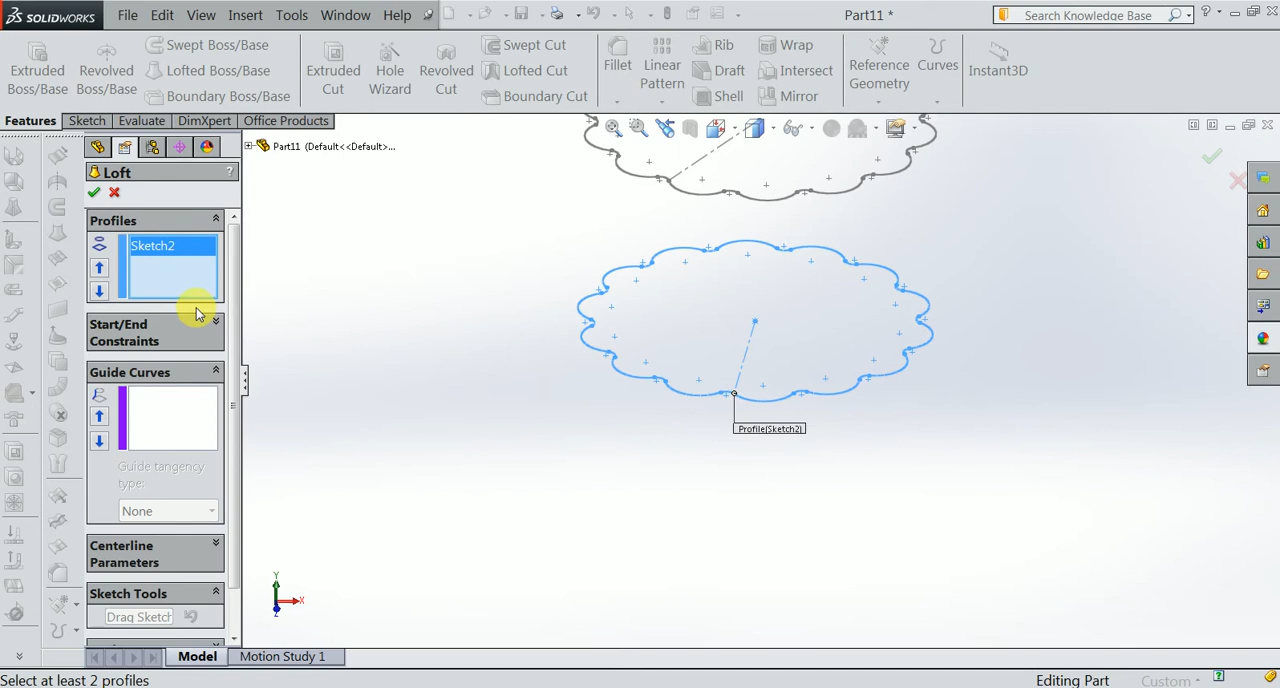 SOLIDWORKS File Edit View Insert Tools Window Help Part11 * Search Knowledge Base
Extruded Boss/Base
Revolved Boss/Base
Swept Boss/Base
Lofted Boss/Base
Boundary Boss/Base
Extruded Cut
Hole Wizard
Revolved Cut
Swept Cut
Lofted Cut
Boundary Cut
Fillet
Linear Pattern
Rib
Draft
Shell
Wrap
Intersect
Mirror
Reference Geometry
Curves
Instant3D
Features Sketch Evaluate DimXpert Office Products
Part11 (Default<<Default>...
Loft ?
Profiles
Sketch2
Start/End
Constraints
Guide Curves
Guide tangency
type:
None
Centerline
Parameters
Sketch Tools
Drag Sketch
Profile(Sketch2)
Y
X
Z
Model Motion Study 1
Select at least 2 profiles Editing Part Custom